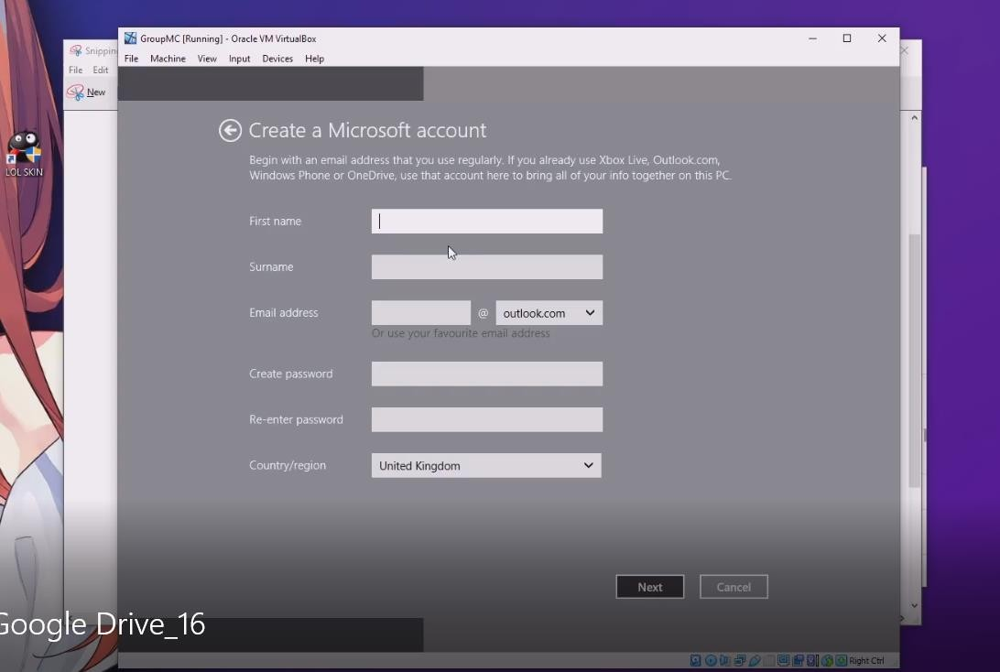 GroupMC [Running] - Oracle VM VirtualBox
File Machine View Input Devices Help
Snipping
File Edit
New
LOL SKIN
Create a Microsoft account
Begin with an email address that you use regularly. If you already use Xbox Live, Outlook.com,
Windows Phone or OneDrive, use that account here to bring all of your info together on this PC.
First name
Surname
Email address @ outlook.com
Or use your favourite email address
Create password
Re-enter password
Country/region United Kingdom
Next Cancel
Google Drive_16
Right Ctrl